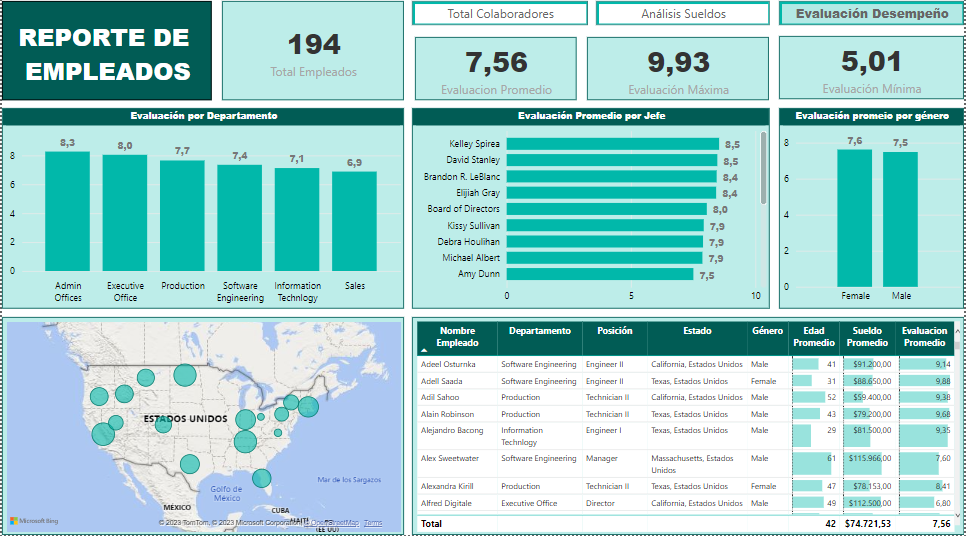 REPORTE DE
EMPLEADOS
194
Total Empleados
Total Colaboradores
Análisis Sueldos
Evaluación Desempeño
7,56
Evaluacion Promedio
9,93
Evaluación Máxima
5,01
Evaluación Mínima
Evaluación por Departamento
8
6
4
2
0
8,3
8,0
7,7
7,4
7,1
6,9
Admin
Offices
Executive
Office
Production
Software
Engineering
Information
Technlogy
Sales
Evaluación Promedio por Jefe
Kelley Spirea 8,5
David Stanley 8,5
Brandon R. LeBlanc 8,4
Elijiah Gray 8,4
Board of Directors 8,0
Kissy Sullivan 7,9
Debra Houlihan 7,9
Michael Albert 7,9
Amy Dunn 7,5
0 5 10
Evaluación promeio por género
8
6
4
2
0
7,6
7,5
Female Male
ESTADOS UNIDOS
Golfo de
México
Mar de los Sargazos
MÉXICO
CUBA
HAITÍ
(EE UU)
Microsoft Bing
© 2023 TomTom, © 2023 Microsoft Corporation, © OpenStreetMap Terms
Nombre Empleado Departamento Posición Estado Género Edad Promedio Sueldo Promedio Evaluacion Promedio
Adeel Osturnka Software Engineering Engineer II California, Estados Unidos Male 41 $91.200,00 9,14
Adell Saada Software Engineering Engineer II Texas, Estados Unidos Female 31 $88.650,00 9,88
Adil Sahoo Production Technician II California, Estados Unidos Male 52 $59.400,00 9,38
Alain Robinson Production Technician II Texas, Estados Unidos Male 43 $79.200,00 9,68
Alejandro Bacong Information Technlogy Engineer I Texas, Estados Unidos Male 29 $81.500,00 9,35
Alex Sweetwater Software Engineering Manager Massachusetts, Estados Unidos Male 61 $115.966,00 7,60
Alexandra Kirill Production Technician II Texas, Estados Unidos Female 47 $78.153,00 8,41
Alfred Digitale Executive Office Director California, Estados Unidos Male 49 $112.500,00 6,80
Total 42 $74.721,53 7,56